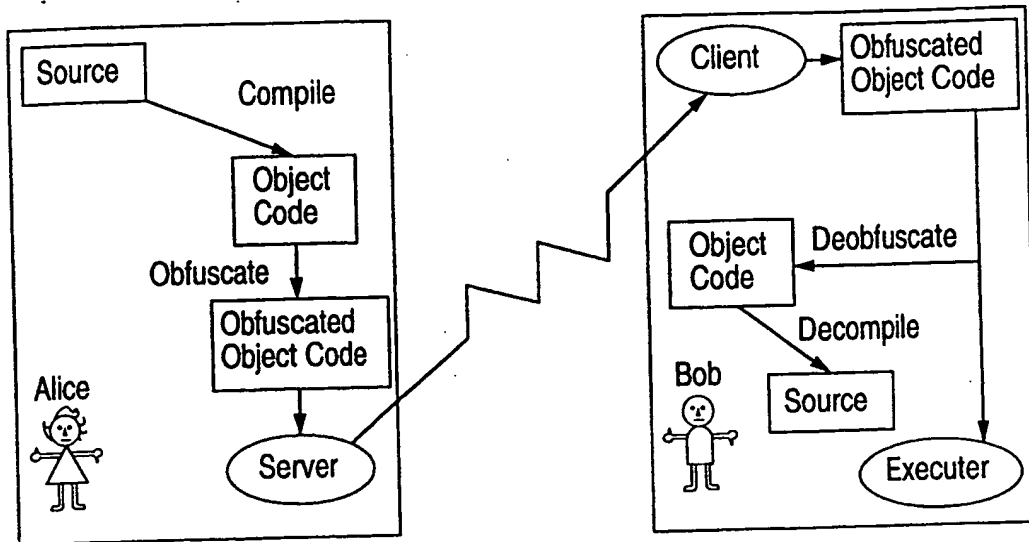 Source
Compile
Object
Code
Obfuscate
Obfuscated
Object Code
Alice
Server
Client
Obfuscated
Object Code
Object
Code
Deobfuscate
Decompile
Bob
Source
Executer